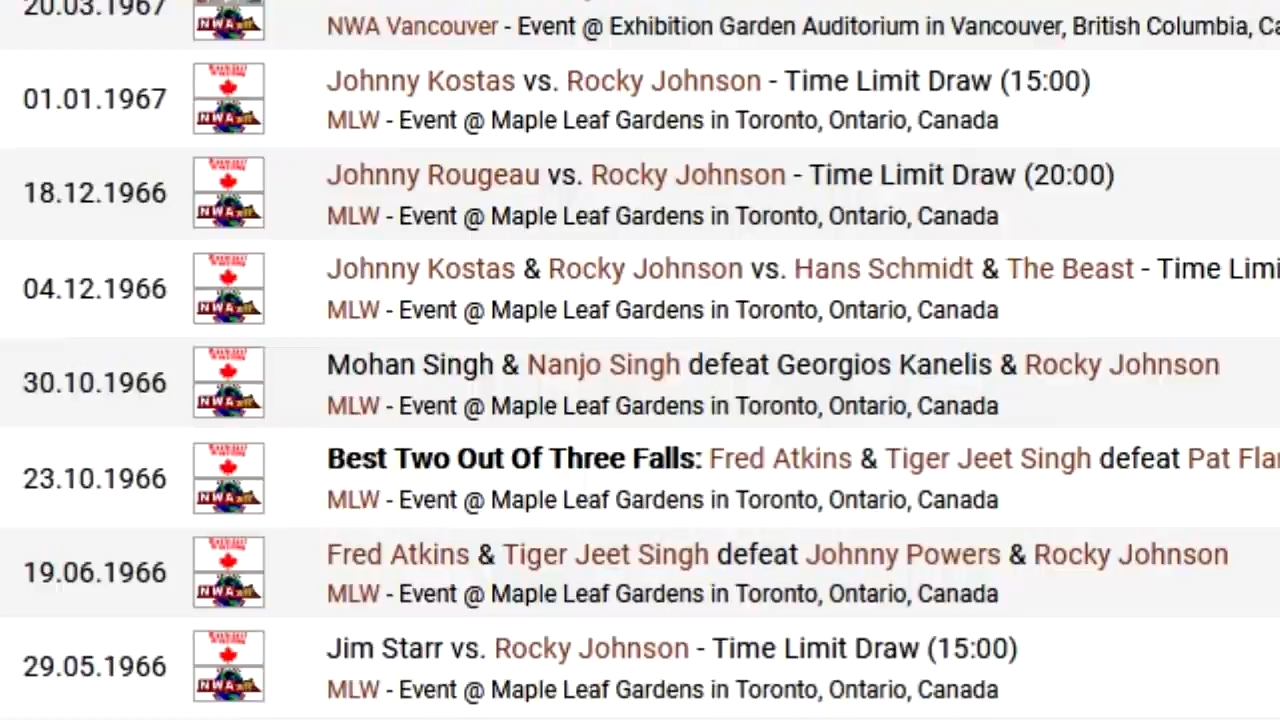 20.03.1967
NWA Vancouver - Event @ Exhibition Garden Auditorium in Vancouver, British Columbia,
01.01.1967
Johnny Kostas vs. Rocky Johnson - Time Limit Draw (15:00)
MLW - Event @ Maple Leaf Gardens in Toronto, Ontario, Canada
18.12.1966
Johnny Rougeau vs. Rocky Johnson - Time Limit Draw (20:00)
MLW - Event @ Maple Leaf Gardens in Toronto, Ontario, Canada
04.12.1966
Johnny Kostas & Rocky Johnson vs. Hans Schmidt & The Beast - Time
MLW - Event @ Maple Leaf Gardens in Toronto, Ontario, Canada
30.10.1966
Mohan Singh & Nanjo Singh defeat Georgios Kanelis & Rocky Johnson
MLW - Event @ Maple Leaf Gardens in Toronto, Ontario, Canada
23.10.1966
Best Two Out Of Three Falls: Fred Atkins & Tiger Jeet Singh defeat Pat
MLW - Event @ Maple Leaf Gardens in Toronto, Ontario, Canada
19.06.1966
Fred Atkins & Tiger Jeet Singh defeat Johnny Powers & Rocky Johnson
MLW - Event @ Maple Leaf Gardens in Toronto, Ontario, Canada
29.05.1966
Jim Starr vs. Rocky Johnson - Time Limit Draw (15:00)
MLW - Event @ Maple Leaf Gardens in Toronto, Ontario, Canada